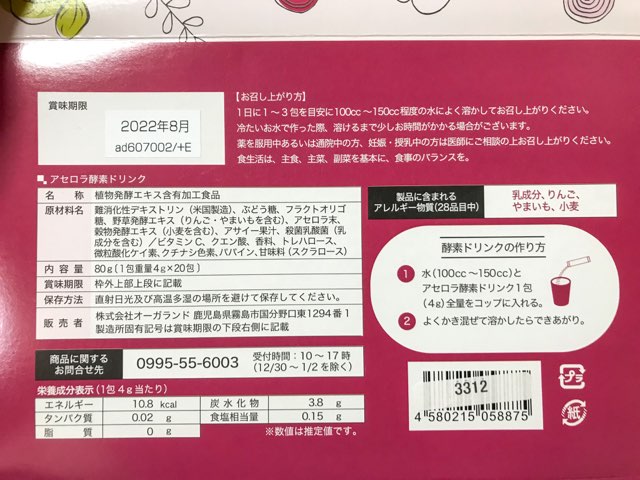 賞味期限
2022年8月
ad607002/+E
【お召し上がり方】
1日に1～3包を目安に100cc～150cc程度の水によく溶かしてお召し上がりください。
冷たいお水で作った際、溶けるまで少しお時間がかかる場合がございます。
薬を服用中あるいは通院中の方、妊娠・授乳中の方は医師にご相談の上お召し上がりください。
食生活は、主食、主菜、副菜を基本に、食事のバランスを。
■アセロラ酵素ドリンク
名 称 植物発酵エキス含有加工食品
原材料名 難消化性デキストリン（米国製造）、ぶどう糖、フラクトオリゴ
糖、野草発酵エキス（りんご・やまいもを含む）、アセロラ末、
穀物発酵エキス（小麦を含む）、アサイー果汁、殺菌乳酸菌（乳
成分を含む）／ビタミンC、クエン酸、香料、トレハロース、
微粒酸化ケイ素、クチナシ色素、パパイン、甘味料（スクラロース）
内 容 量 80g（1包重量4g×20包）
賞味期限 枠外上部上段に記載
保存方法 直射日光及び高温多湿の場所を避けて保存してください。
販 売 者 株式会社オーガランド 鹿児島県霧島市国分野口東1294番1
製造所固有記号は賞味期限の下段右側に記載
製品に含まれる
アレルギー物質(28品目中)
乳成分、りんご、
やまいも、小麦
酵素ドリンクの作り方
1 水（100cc～150cc）と
アセロラ酵素ドリンク1包
（4g）全量をコップに入れる。
2 よくかき混ぜて溶かしたらできあがり。
商品に関する
お問合せ先
0995-55-6003
受付時間：10～17時
（12/30～1/2を除く）
栄養成分表示（1包4g当たり）
エネルギー 10.8 kcal 炭水化物 3.8 g
タンパク質 0.02 g 食塩相当量 0.15 g
脂 質 0 g ※数値は推定値です。
3312
4 580215 058875
プラ
紙